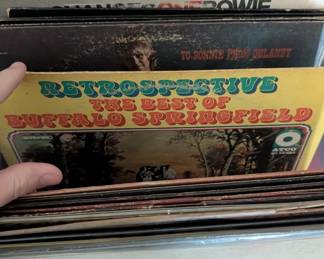 CHANGESONEBOWIE
TO BONNIE FROM DELANEY
RETROSPECTIVE
THE BEST OF
BUFFALO SPRINGFIELD
ATCO